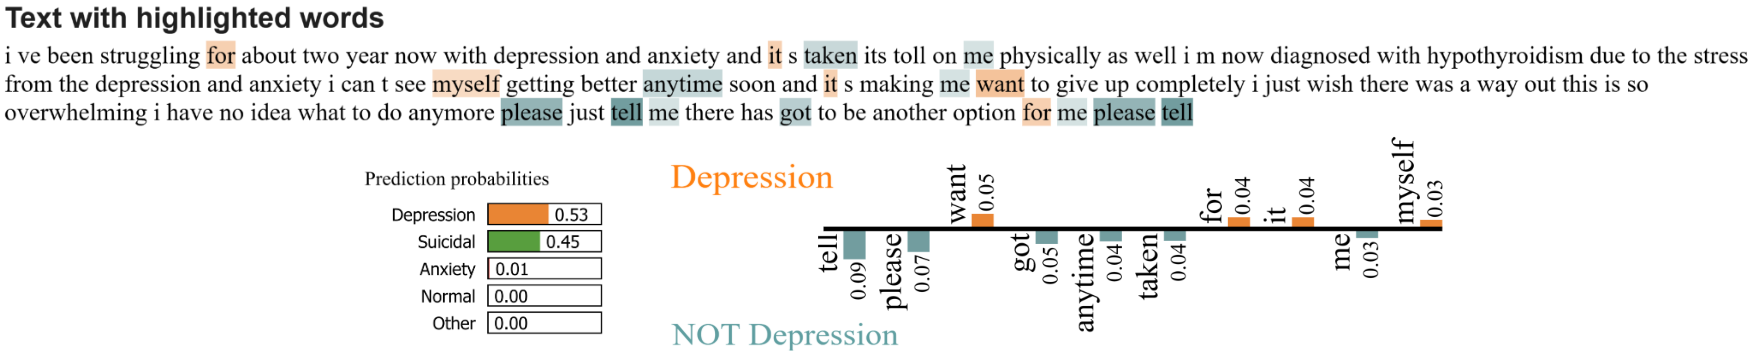 Text with highlighted words
i ve been struggling for about two year now with depression and anxiety and it s taken its toll on me physically as well i m now diagnosed with hypothyroidism due to the stress
from the depression and anxiety i can t see myself getting better anytime soon and it s making me want to give up completely i just wish there was a way out this is so
overwhelming i have no idea what to do anymore please just tell me there has got to be another option for me please tell
Prediction probabilities
Depression 0.53
Suicidal 0.45
Anxiety 0.01
Normal 0.00
Other 0.00
Depression
tell 0.09
please 0.07
want 0.05
got 0.05
anytime 0.04
taken 0.04
for 0.04
it 0.04
me 0.03
myself 0.03
NOT Depression